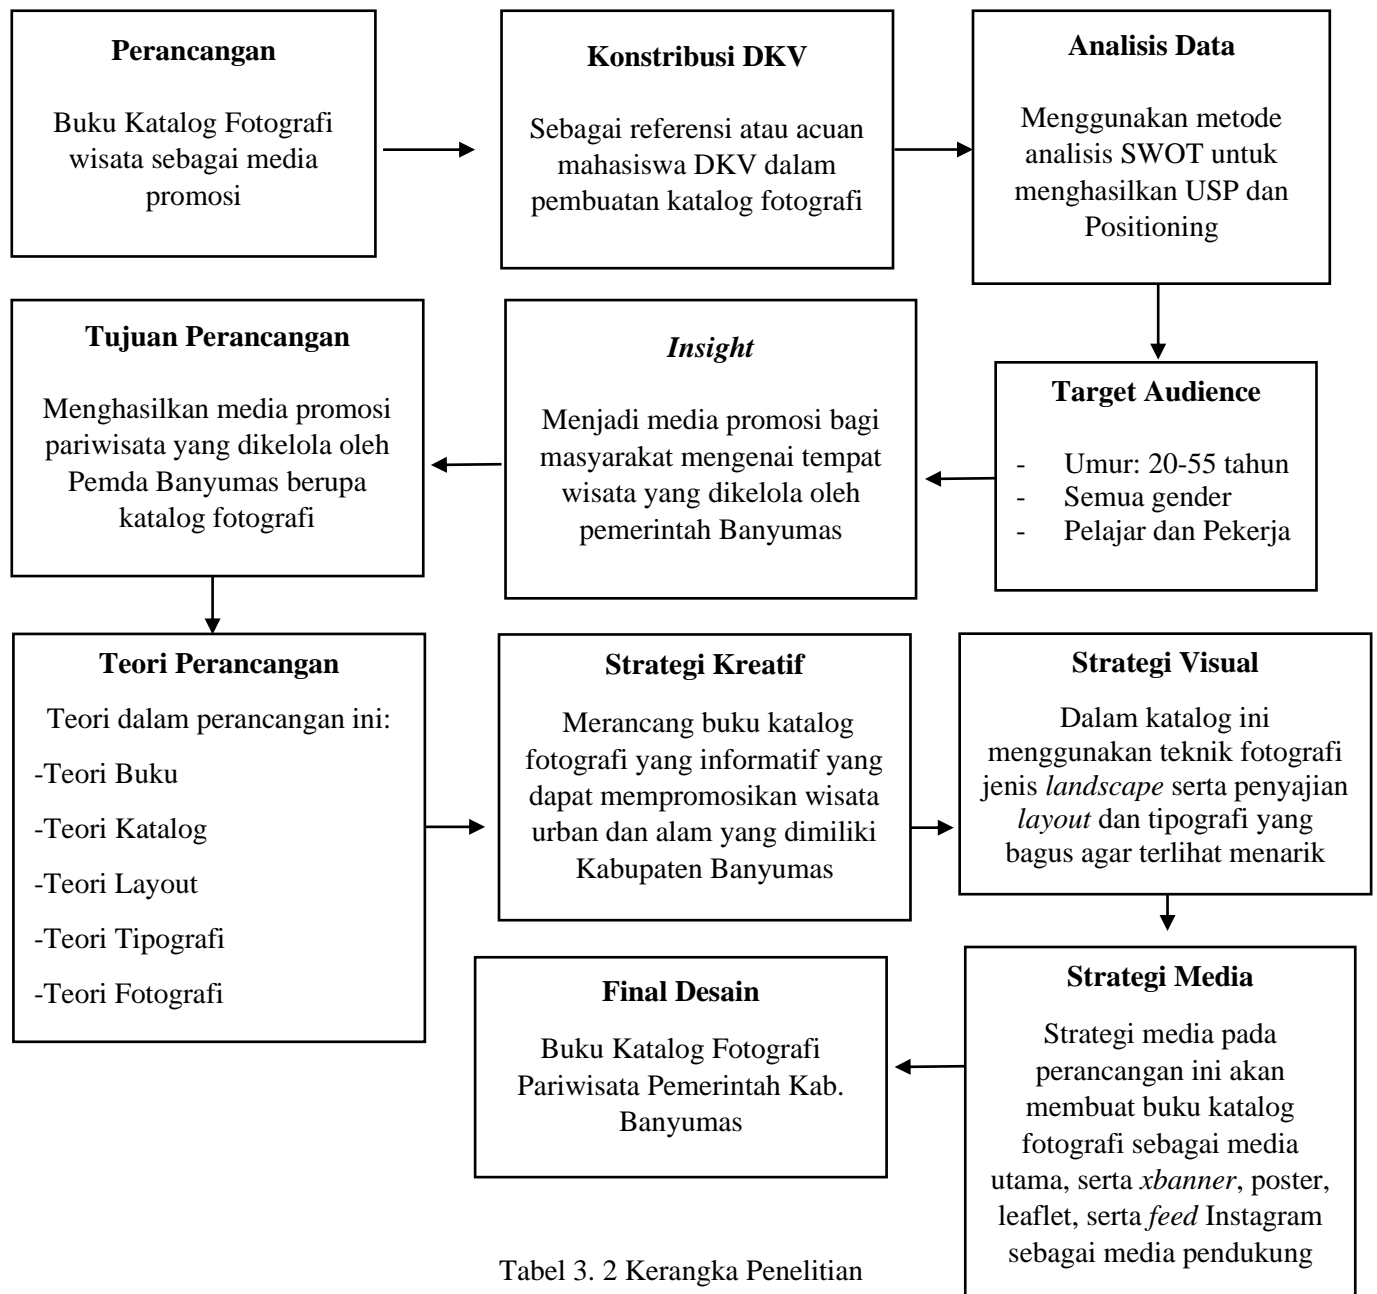 Perancangan
Buku Katalog Fotografi
wisata sebagai media
promosi
Konstribusi DKV
Sebagai referensi atau acuan
mahasiswa DKV dalam
pembuatan katalog fotografi
Analisis Data
Menggunakan metode
analisis SWOT untuk
menghasilkan USP dan
Positioning
Target Audience
- Umur: 20-55 tahun
- Semua gender
- Pelajar dan Pekerja
Insight
Menjadi media promosi bagi
masyarakat mengenai tempat
wisata yang dikelola oleh
pemerintah Banyumas
Tujuan Perancangan
Menghasilkan media promosi
pariwisata yang dikelola oleh
Pemda Banyumas berupa
katalog fotografi
Teori Perancangan
Teori dalam perancangan ini:
-Teori Buku
-Teori Katalog
-Teori Layout
-Teori Tipografi
-Teori Fotografi
Strategi Kreatif
Merancang buku katalog
fotografi yang informatif yang
dapat mempromosikan wisata
urban dan alam yang dimiliki
Kabupaten Banyumas
Strategi Visual
Dalam katalog ini
menggunakan teknik fotografi
jenis landscape serta penyajian
layout dan tipografi yang
bagus agar terlihat menarik
Strategi Media
Strategi media pada
perancangan ini akan
membuat buku katalog
fotografi sebagai media
utama, serta xbanner, poster,
leaflet, serta feed Instagram
sebagai media pendukung
Final Desain
Buku Katalog Fotografi
Pariwisata Pemerintah Kab.
Banyumas
Tabel 3. 2 Kerangka Penelitian